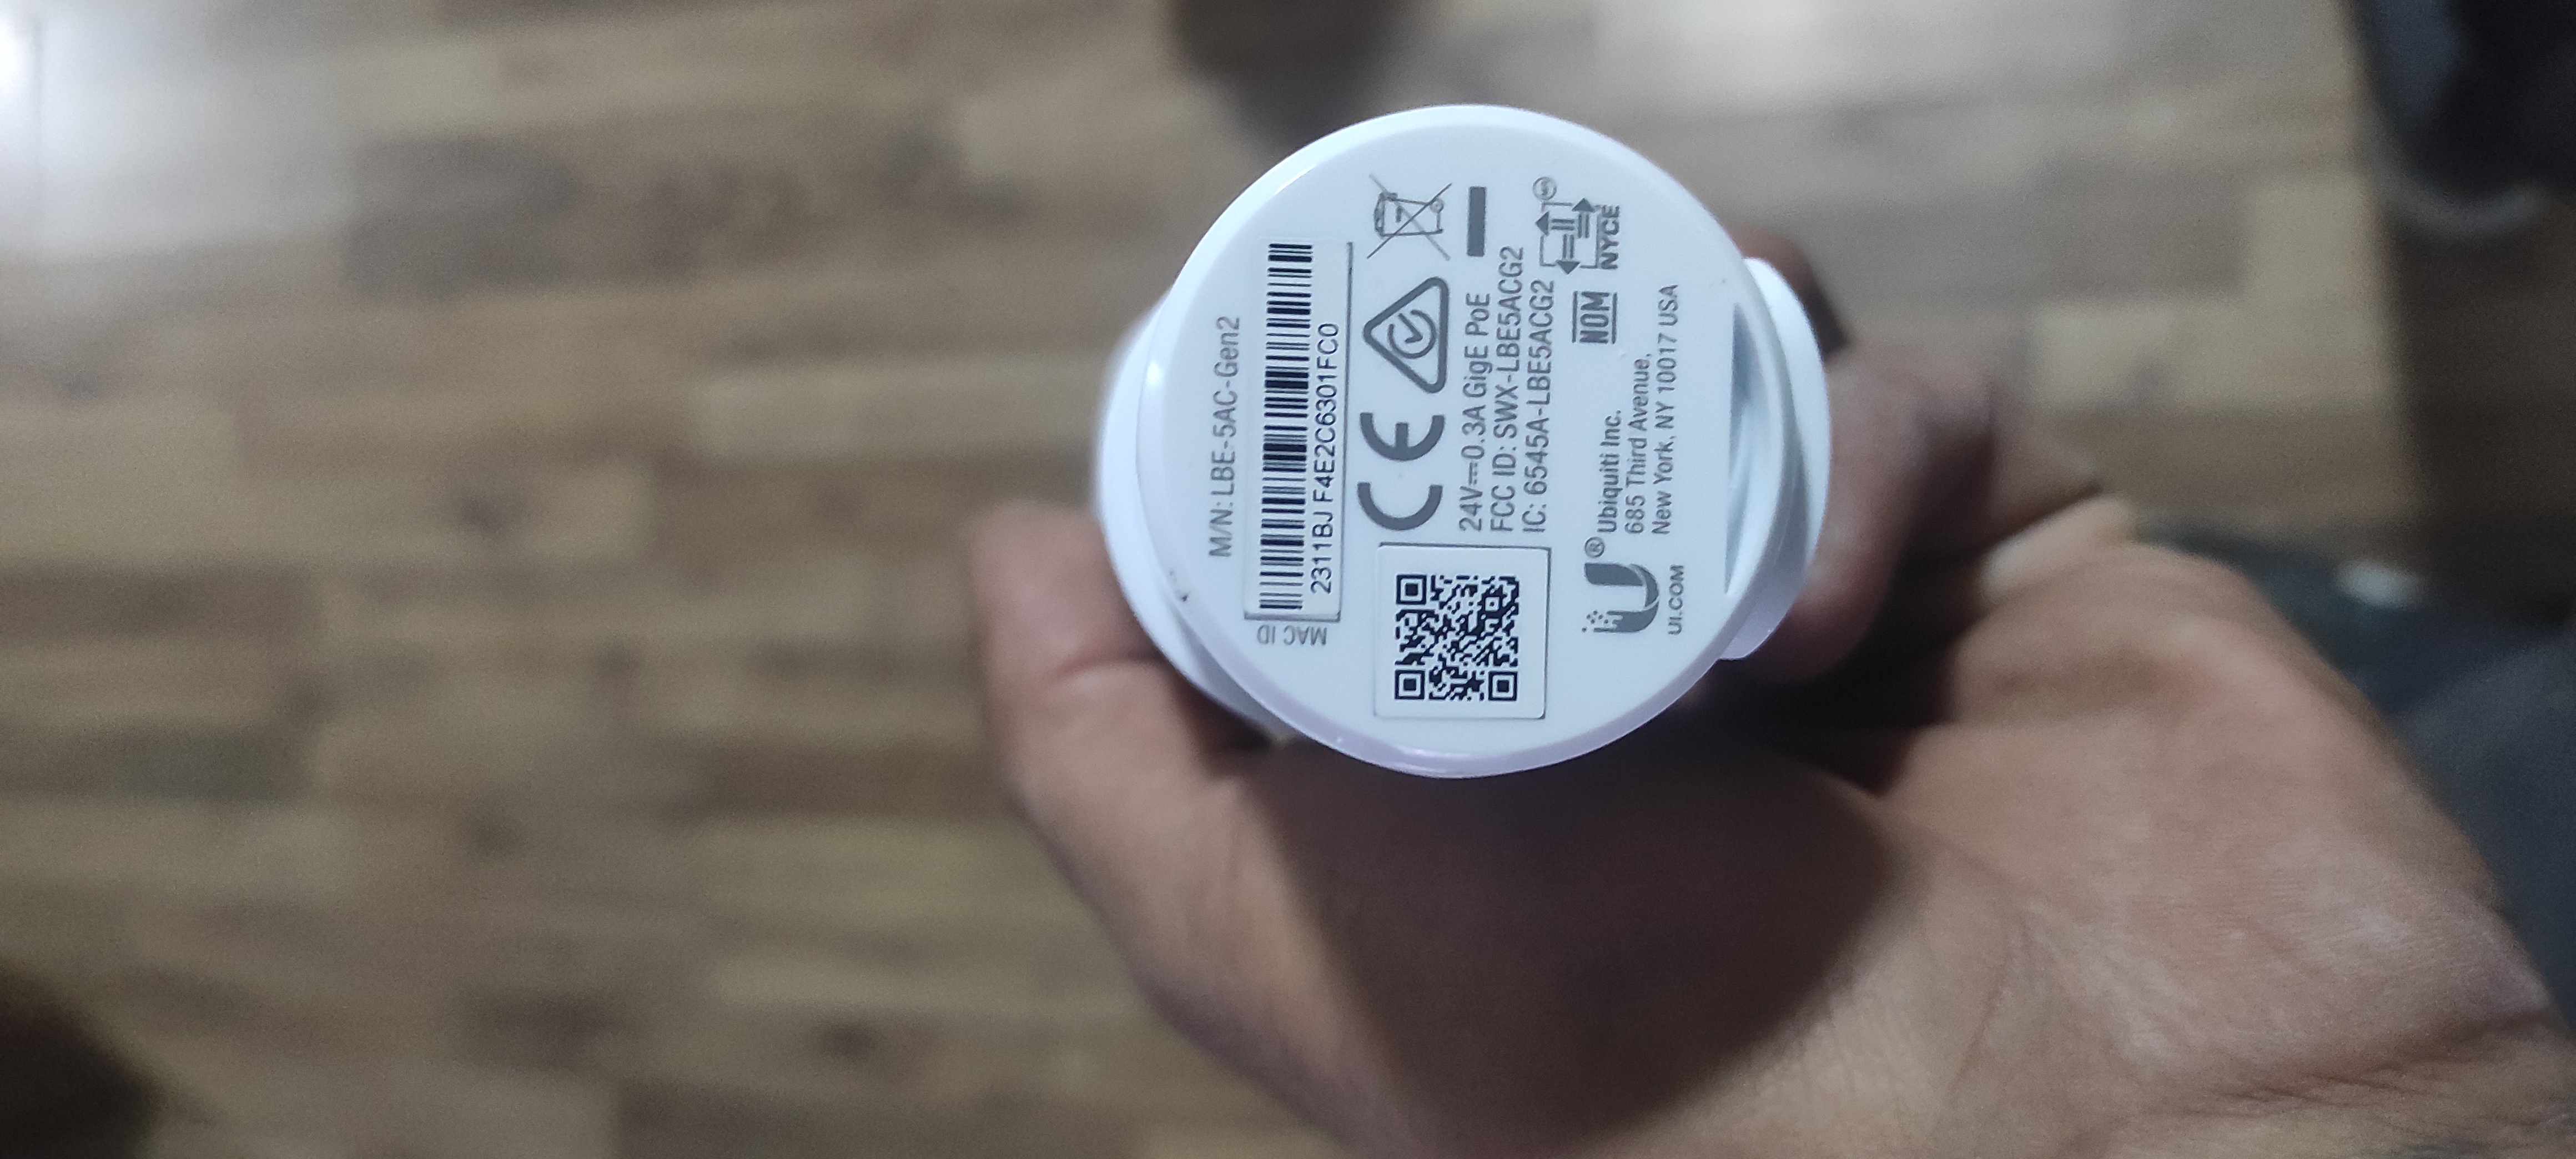 M/N: LBE-5AC-Gen2
MAC ID
2311BJ F4E2C6301FC0
CE
24V⎓0.3A GigE PoE
FCC ID: SWX-LBE5ACG2
IC: 6545A-LBE5ACG2
NOM
NYCE
U®
Ubiquiti Inc.
685 Third Avenue,
New York, NY 10017 USA
UI.COM